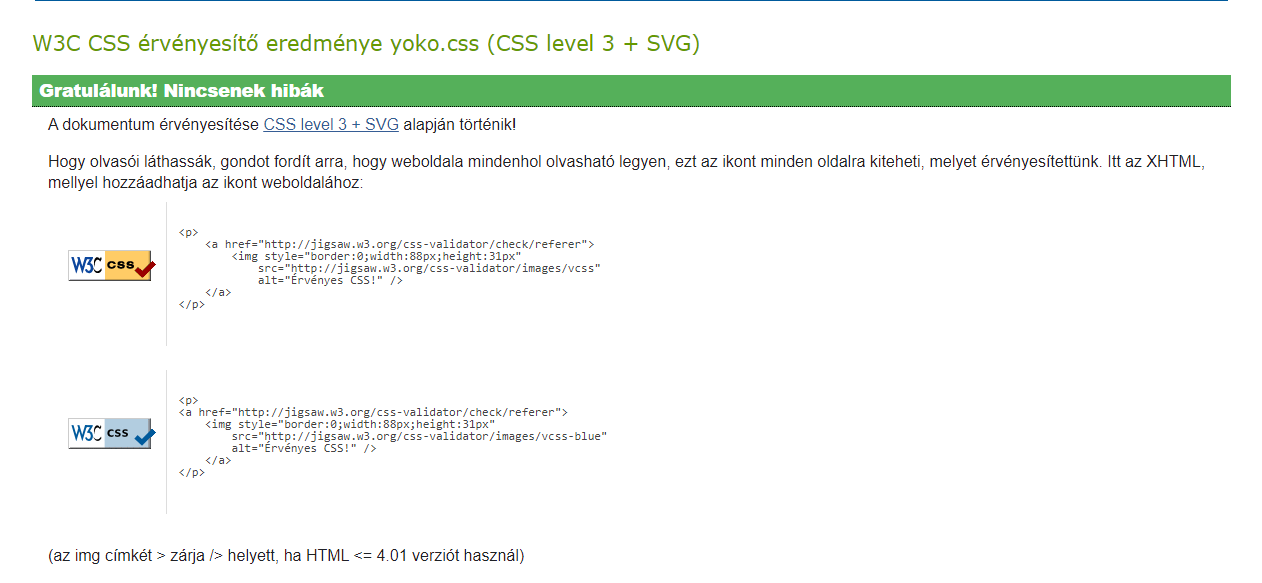 W3C CSS érvényesítő eredménye yoko.css (CSS level 3 + SVG)
Gratulálunk! Nincsenek hibák
A dokumentum érvényesítése CSS level 3 + SVG alapján történik!
Hogy olvasói láthassák, gondot fordít arra, hogy weboldala mindenhol olvasható legyen, ezt az ikont minden oldalra kiteheti, melyet érvényesítettünk. Itt az XHTML,
mellyel hozzáadhatja az ikont weboldalához:
W3C css
<p>
<a href="http://jigsaw.w3.org/css-validator/check/referer">
<img style="border:0;width:88px;height:31px"
src="http://jigsaw.w3.org/css-validator/images/vcss"
alt="Érvényes CSS!" />
</a>
</p>
W3C css
<p>
<a href="http://jigsaw.w3.org/css-validator/check/referer">
<img style="border:0;width:88px;height:31px"
src="http://jigsaw.w3.org/css-validator/images/vcss-blue"
alt="Érvényes CSS!" />
</a>
</p>
(az img címkét > zárja /> helyett, ha HTML <= 4.01 verziót használ)